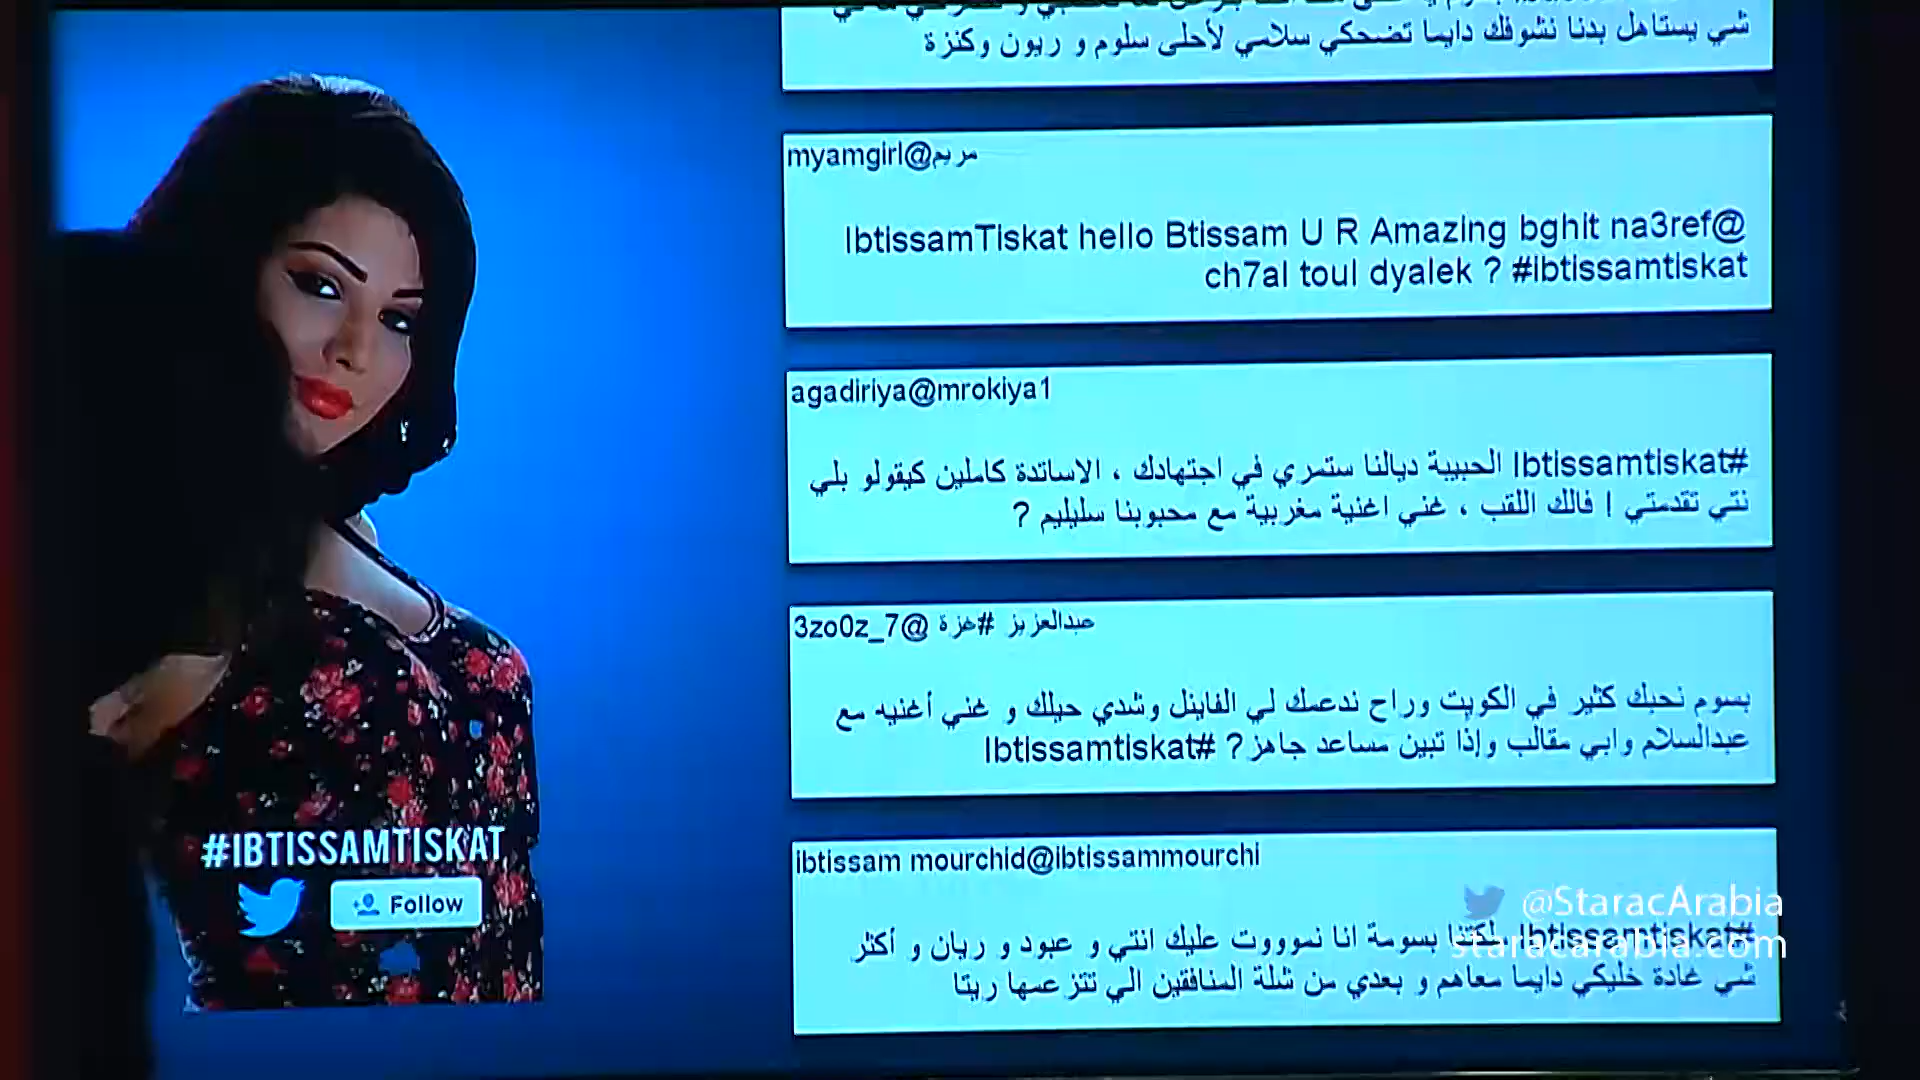 شي يستاهل بدنا نشوفك دايما تضحكي سلامي لأحلى سلوم و ريون وكنزة
myamgirl@مريم
IbtissamTiskat hello Btissam U R Amazing bghit na3ref@
ch7al toul dyalek ? #ibtissamtiskat
agadiriya@mrokiya1
#Ibtissamtiskat الحبيبة ديالنا ستمري في اجتهادك ، الاساتدة كاملين كيقولو بلي
نتي تقدمتي ! فالك اللقب ، غني اغنية مغربية مع محبوبنا سليليم ?
3zo0z_7@ عبدالعزيز #غزة
بسوم نحبك كثير في الكويت وراح ندعمك لي الفاينل وشدي حيلك و غني أغنيه مع
عبدالسلام وابي مقالب وإذا تبين مساعد جاهز? #Ibtissamtiskat
ibtissam mourchid@ibtissammourchi
#Ibtissamtiskat ملكتنا بسومة انا نموووت عليك انتي و عبود و ريان و أكثر
شي غادة خليكي دايما معاهم و بعدي من شلة المنافقين الي تتزعمها ريتا
#IBTISSAMTISKAT
Follow
@StaracArabia
staracarabia.com